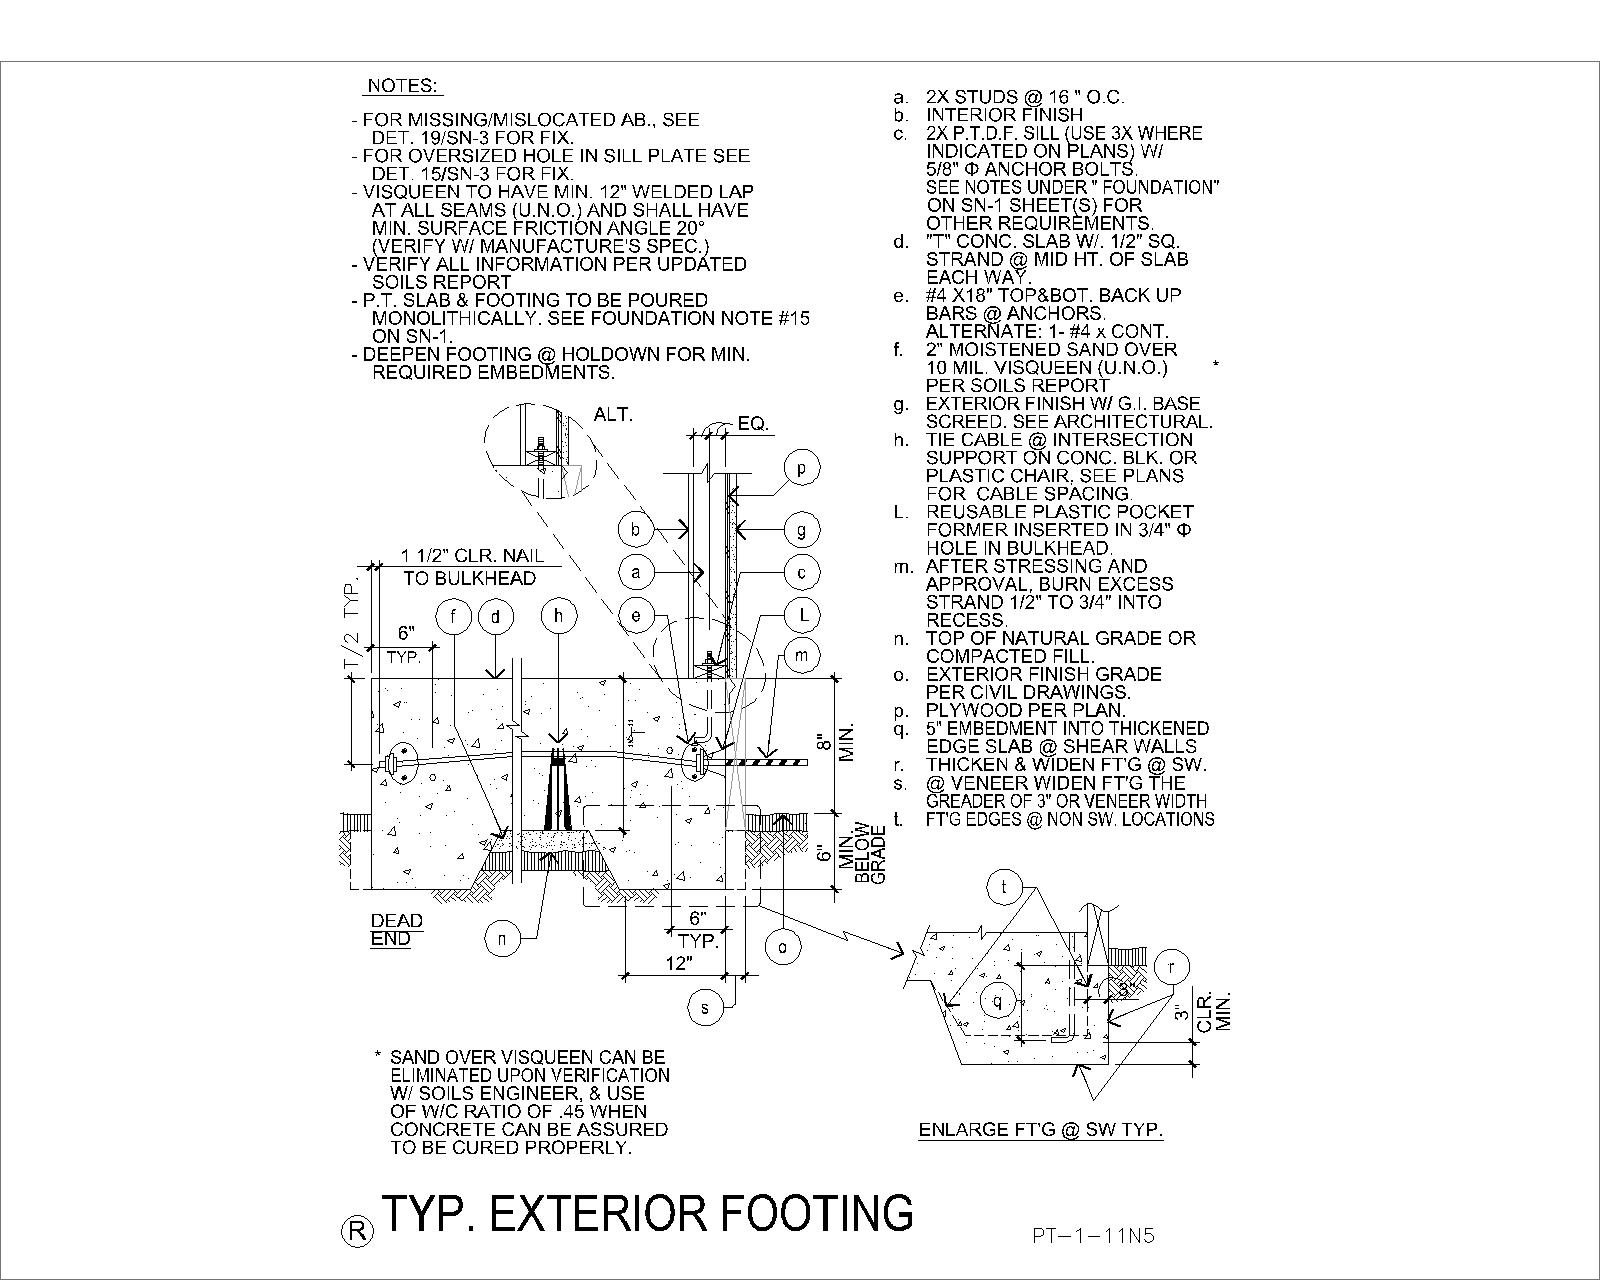 NOTES:
- FOR MISSING/MISLOCATED AB., SEE
DET. 19/SN-3 FOR FIX.
- FOR OVERSIZED HOLE IN SILL PLATE SEE
DET. 15/SN-3 FOR FIX.
- VISQUEEN TO HAVE MIN. 12" WELDED LAP
AT ALL SEAMS (U.N.O.) AND SHALL HAVE
MIN. SURFACE FRICTION ANGLE 20°
(VERIFY W/ MANUFACTURE'S SPEC.)
- VERIFY ALL INFORMATION PER UPDATED
SOILS REPORT
- P.T. SLAB & FOOTING TO BE POURED
MONOLITHICALLY. SEE FOUNDATION NOTE #15
ON SN-1.
- DEEPEN FOOTING @ HOLDOWN FOR MIN.
REQUIRED EMBEDMENTS.
a. 2X STUDS @ 16 " O.C.
b. INTERIOR FINISH
c. 2X P.T.D.F. SILL (USE 3X WHERE
INDICATED ON PLANS) W/
5/8" Φ ANCHOR BOLTS.
SEE NOTES UNDER " FOUNDATION"
ON SN-1 SHEET(S) FOR
OTHER REQUIREMENTS.
d. "T" CONC. SLAB W/. 1/2" SQ.
STRAND @ MID HT. OF SLAB
EACH WAY.
e. #4 X18" TOP&BOT. BACK UP
BARS @ ANCHORS.
ALTERNATE: 1- #4 x CONT.
f. 2" MOISTENED SAND OVER
10 MIL. VISQUEEN (U.N.O.) *
PER SOILS REPORT
g. EXTERIOR FINISH W/ G.I. BASE
SCREED. SEE ARCHITECTURAL.
h. TIE CABLE @ INTERSECTION
SUPPORT ON CONC. BLK. OR
PLASTIC CHAIR, SEE PLANS
FOR CABLE SPACING.
L. REUSABLE PLASTIC POCKET
FORMER INSERTED IN 3/4" Φ
HOLE IN BULKHEAD.
m. AFTER STRESSING AND
APPROVAL, BURN EXCESS
STRAND 1/2" TO 3/4" INTO
RECESS.
n. TOP OF NATURAL GRADE OR
COMPACTED FILL.
o. EXTERIOR FINISH GRADE
PER CIVIL DRAWINGS.
p. PLYWOOD PER PLAN.
q. 5" EMBEDMENT INTO THICKENED
EDGE SLAB @ SHEAR WALLS
r. THICKEN & WIDEN FT'G @ SW.
s. @ VENEER WIDEN FT'G THE
GREADER OF 3" OR VENEER WIDTH
t. FT'G EDGES @ NON SW. LOCATIONS
ALT.
EQ.
p
b
g
a
c
1 1/2" CLR. NAIL
TO BULKHEAD
T/2 TYP.
f
d
h
e
L
6"
TYP.
m
T
8"
MIN.
6"
MIN.
BELOW
GRADE
DEAD
END
n
6"
TYP.
12"
o
s
t
q
r
3"
3"
CLR.
MIN.
ENLARGE FT'G @ SW TYP.
* SAND OVER VISQUEEN CAN BE
ELIMINATED UPON VERIFICATION
W/ SOILS ENGINEER, & USE
OF W/C RATIO OF .45 WHEN
CONCRETE CAN BE ASSURED
TO BE CURED PROPERLY.
R TYP. EXTERIOR FOOTING
PT-1-11N5